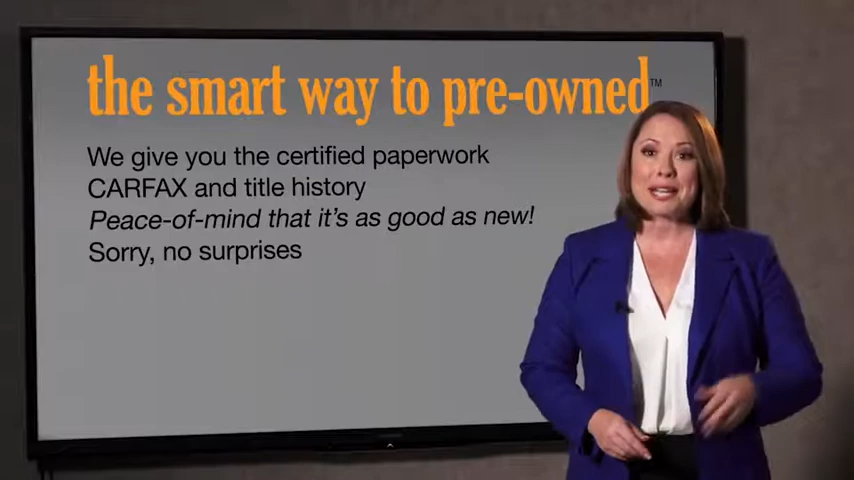 the smart way to pre-owned™
We give you the certified paperwork
CARFAX and title history
Peace-of-mind that it's as good as new!
Sorry, no surprises